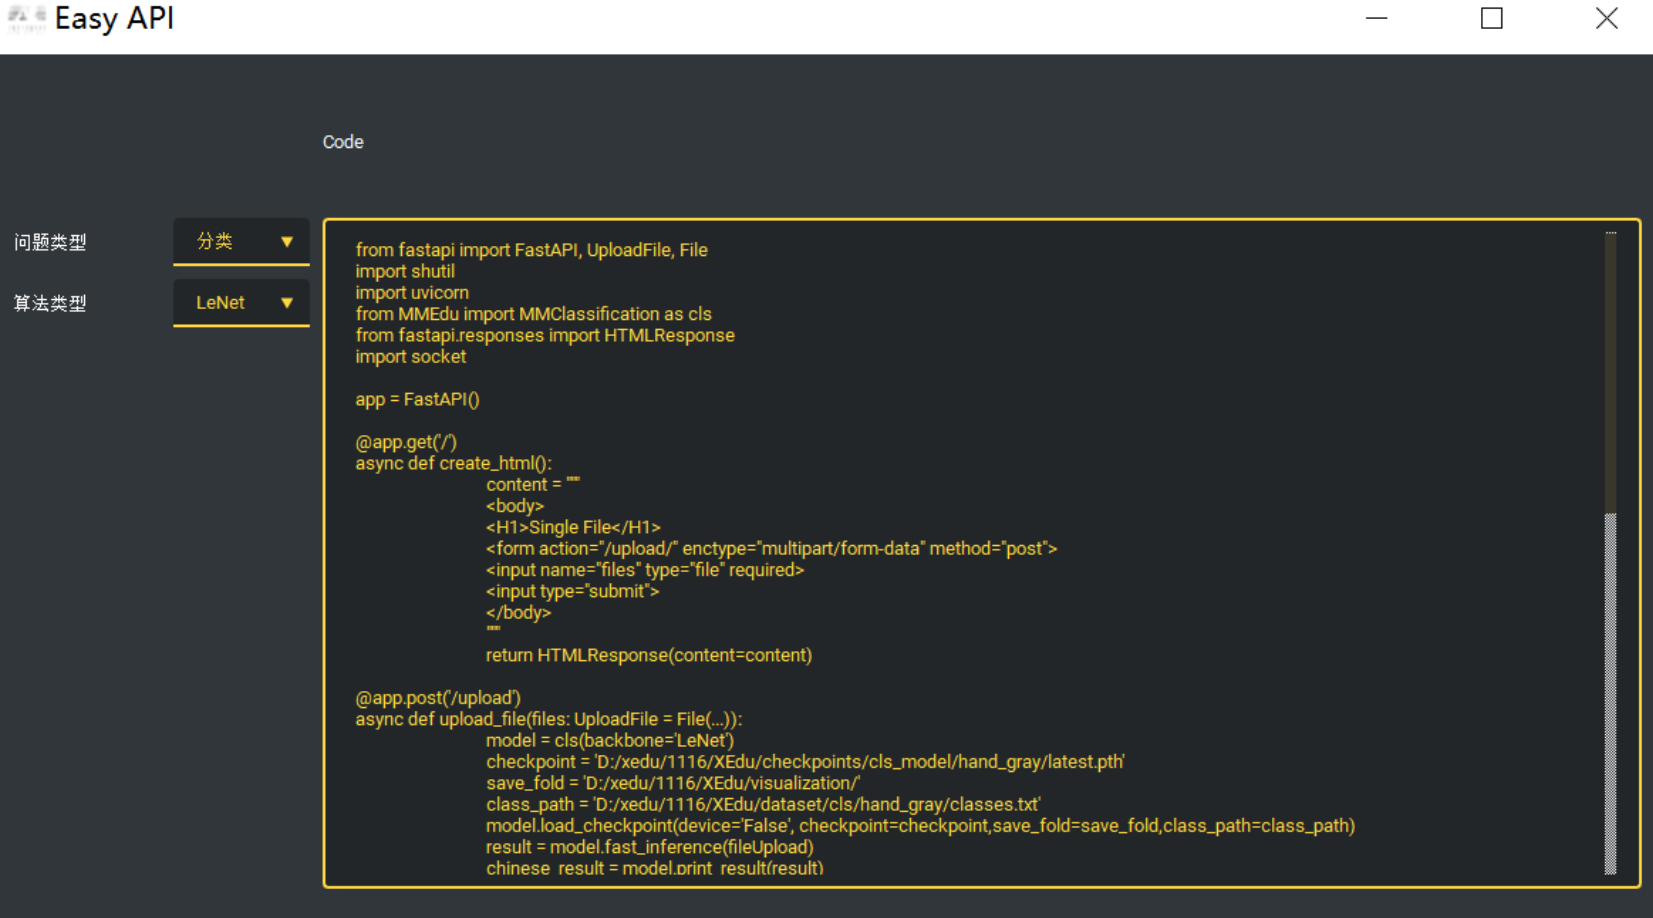 Easy API
Code
问题类型
分类
算法类型
LeNet
from fastapi import FastAPI, UploadFile, File
import shutil
import uvicorn
from MMEdu import MMClassification as cls
from fastapi.responses import HTMLResponse
import socket
app = FastAPI()
@app.get('/')
async def create_html():
content = """
<body>
<H1>Single File</H1>
<form action="/upload/" enctype="multipart/form-data" method="post">
<input name="files" type="file" required>
<input type="submit">
</body>
"""
return HTMLResponse(content=content)
@app.post('/upload')
async def upload_file(files: UploadFile = File(...)):
model = cls(backbone='LeNet')
checkpoint = 'D:/xedu/1116/XEdu/checkpoints/cls_model/hand_gray/latest.pth'
save_fold = 'D:/xedu/1116/XEdu/visualization/'
class_path = 'D:/xedu/1116/XEdu/dataset/cls/hand_gray/classes.txt'
model.load_checkpoint(device='False', checkpoint=checkpoint,save_fold=save_fold,class_path=class_path)
result = model.fast_inference(fileUpload)
chinese_result = model.print_result(result)